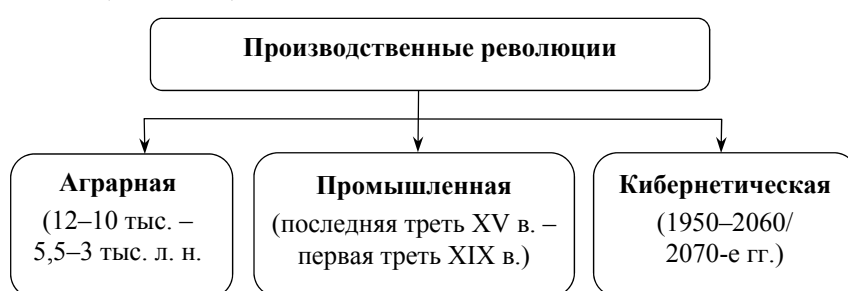 Производственные революции
Аграрная
(12–10 тыс. –
5,5–3 тыс. л. н.
Промышленная
(последняя треть XV в. –
первая треть XIX в.)
Кибернетическая
(1950–2060/
2070-е гг.)